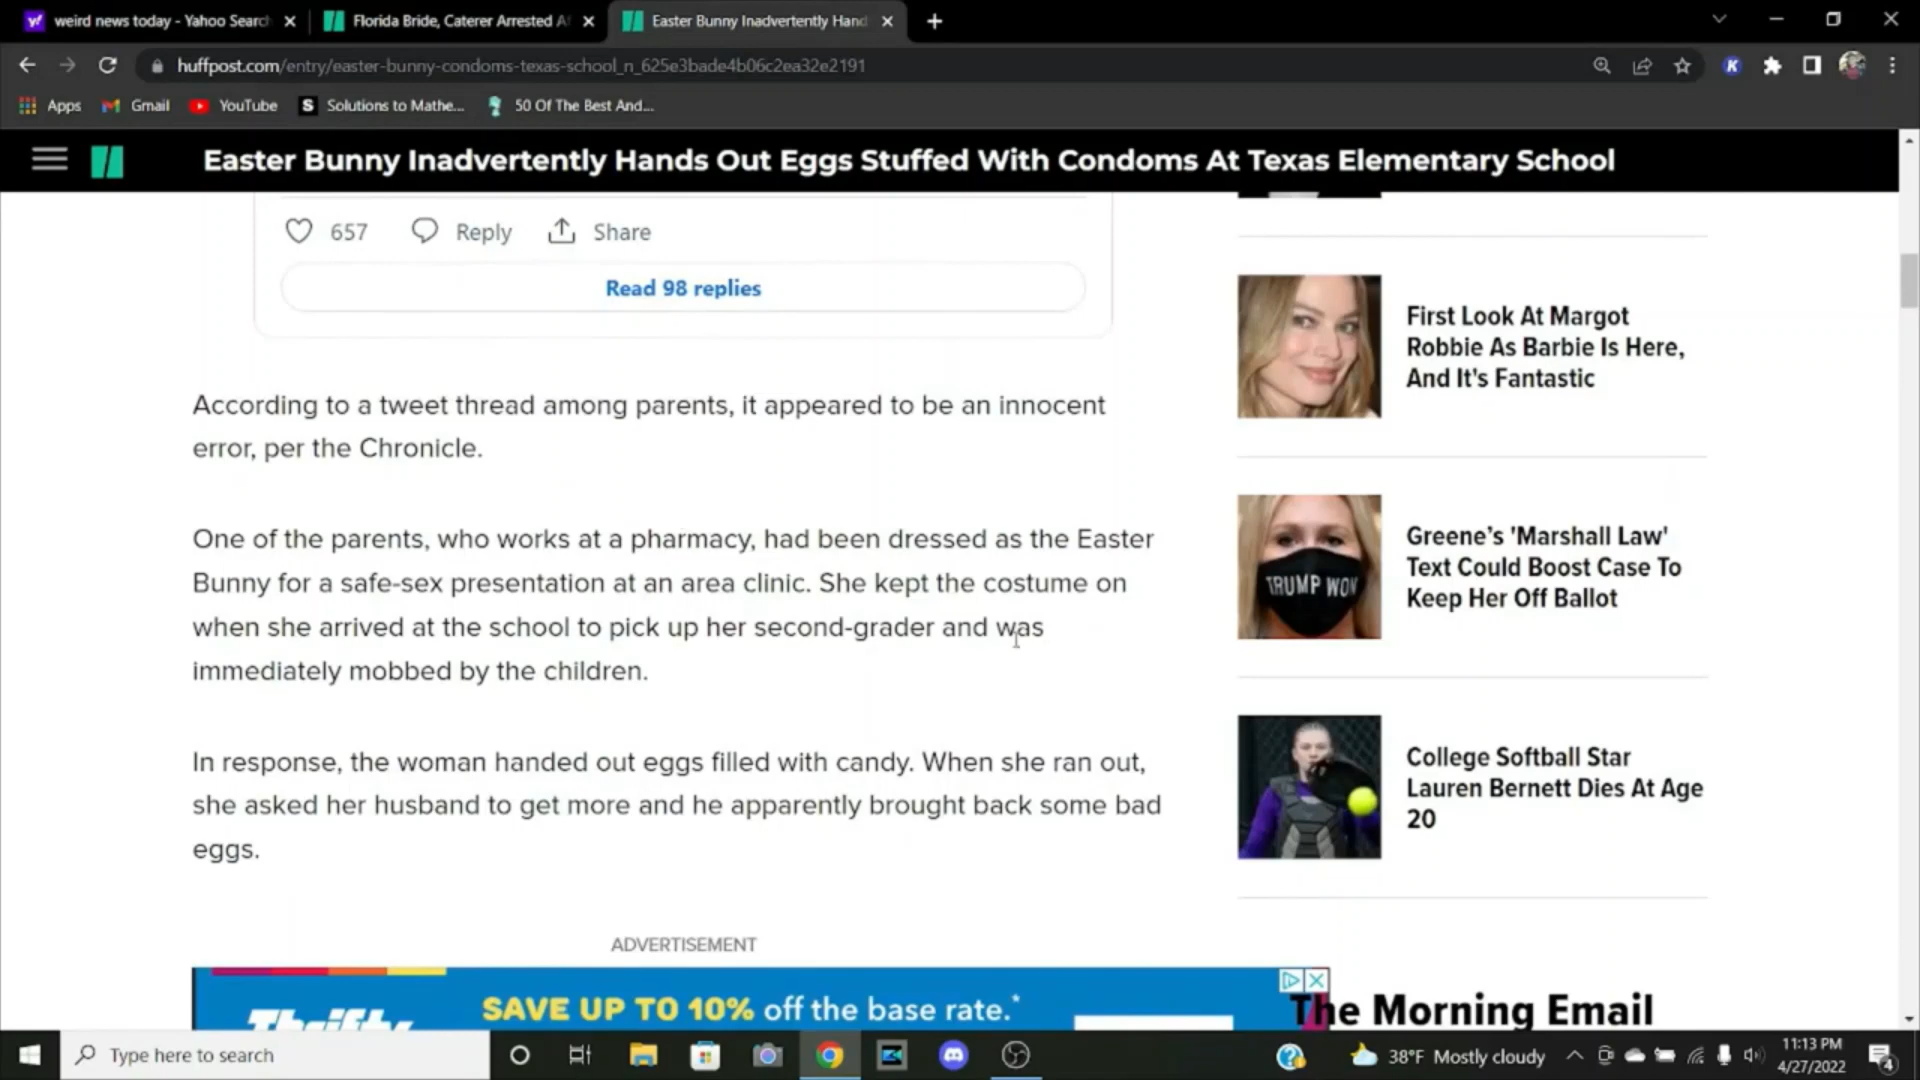 weird news today - Yahoo Search
Florida Bride, Caterer Arrested A
Easter Bunny Inadvertently Hand
huffpost.com/entry/easter-bunny-condoms-texas-school_n_625e3bade4b06c2ea32e2191
K
Apps
Gmail
YouTube
S
Solutions to Mathe...
50 Of The Best And...
Easter Bunny Inadvertently Hands Out Eggs Stuffed With Condoms At Texas Elementary School
657
Reply
Share
Read 98 replies
According to a tweet thread among parents, it appeared to be an innocent
error, per the Chronicle.
One of the parents, who works at a pharmacy, had been dressed as the Easter
Bunny for a safe-sex presentation at an area clinic. She kept the costume on
when she arrived at the school to pick up her second-grader and was
immediately mobbed by the children.
In response, the woman handed out eggs filled with candy. When she ran out,
she asked her husband to get more and he apparently brought back some bad
eggs.
ADVERTISEMENT
Thrifty
SAVE UP TO 10% off the base rate.*
First Look At Margot
Robbie As Barbie Is Here,
And It's Fantastic
TRUMP WON
Greene's 'Marshall Law'
Text Could Boost Case To
Keep Her Off Ballot
College Softball Star
Lauren Bernett Dies At Age
20
The Morning Email
Type here to search
38°F Mostly cloudy
11:13 PM
4/27/2022
4